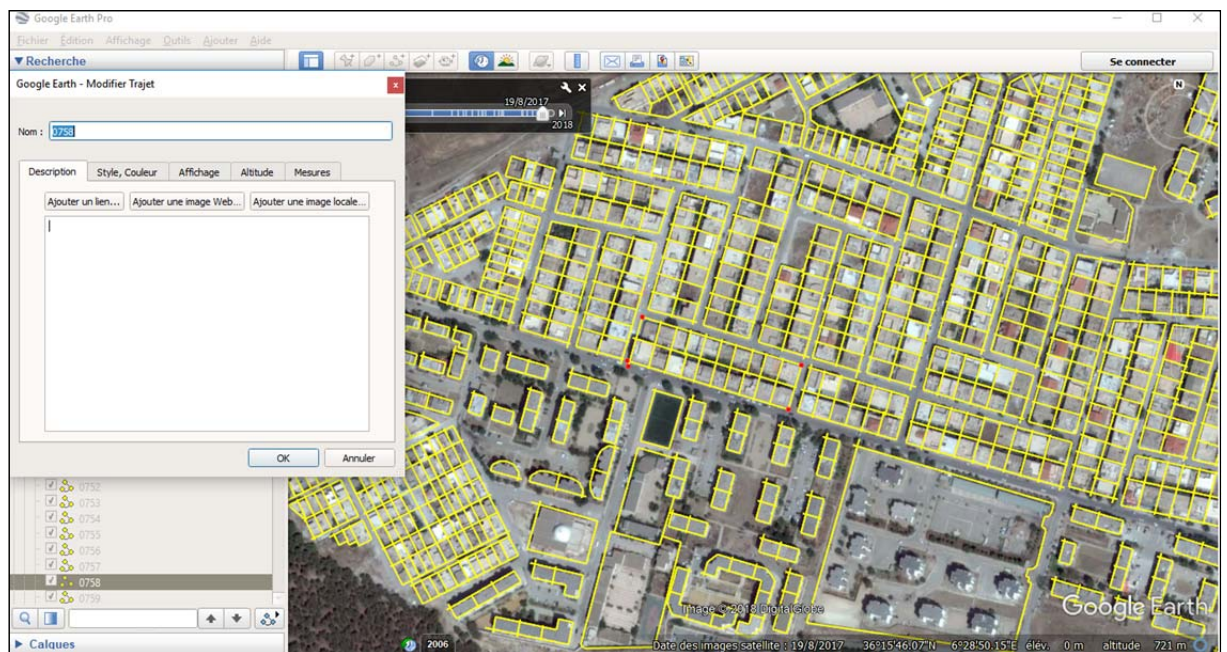 Google Earth Pro
Fichier Édition Affichage Outils Ajouter Aide
Recherche
Se connecter
Google Earth - Modifier Trajet
19/8/2017
2018
N
Nom : 0758
Description Style, Couleur Affichage Altitude Mesures
Ajouter un lien... Ajouter une image Web... Ajouter une image locale...
OK Annuler
0752
0753
0754
0755
0756
0757
0758
0759
Image © 2018 DigitalGlobe
Google Earth
Calques
2006
Date des images satellite : 19/8/2017 36°15'46.07"N 6°28'50.15"E élév. 0 m altitude 721 m